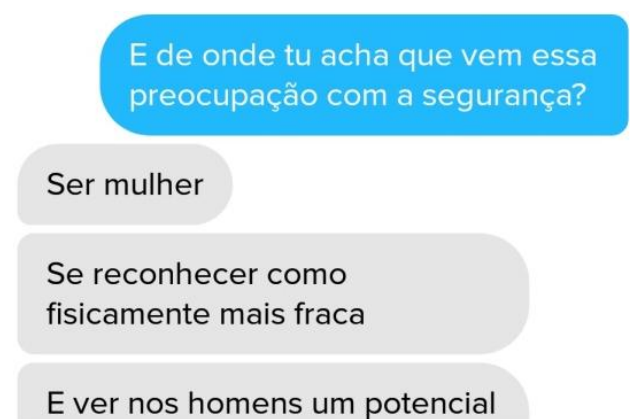 E de onde tu acha que vem essa
preocupação com a segurança?
Ser mulher
Se reconhecer como
fisicamente mais fraca
E ver nos homens um potencial